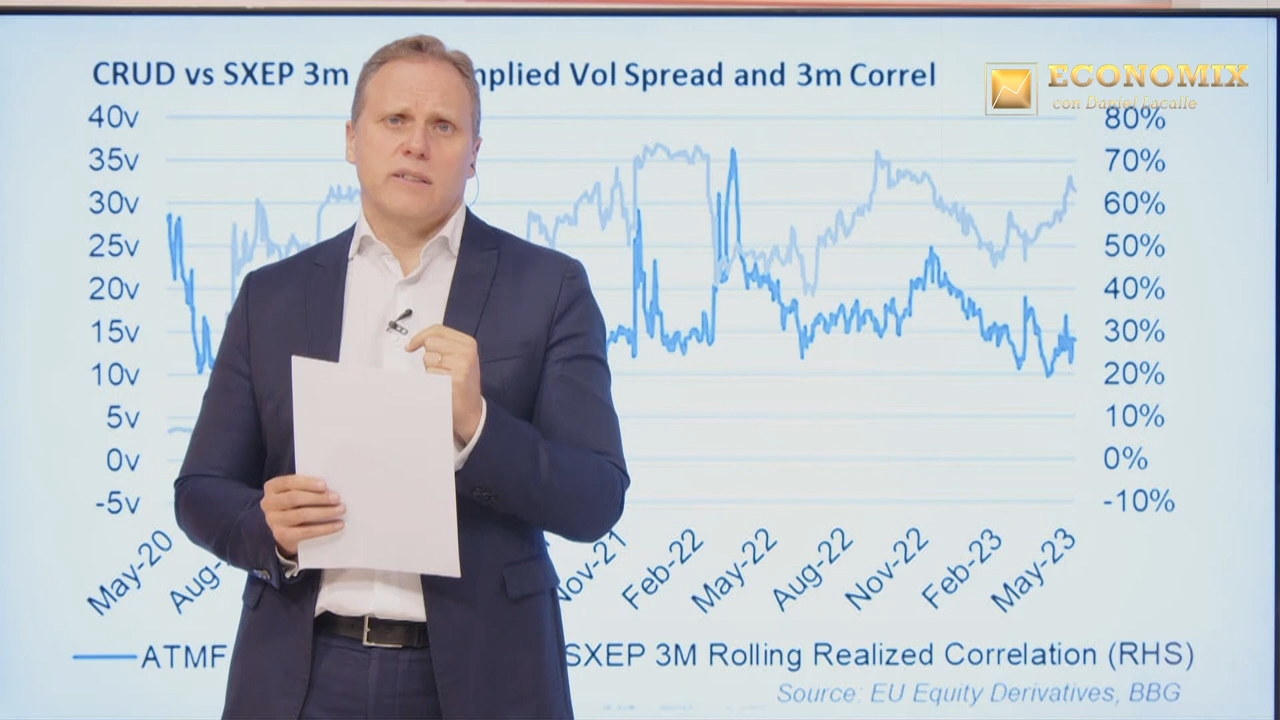 CRUD vs SXEP 3m mplied Vol Spread and 3m Correl
ECONOMIX
con Daniel Lacalle
40v
35v
30v
25v
20v
15v
10v
5v
0v
-5v
80%
70%
60%
50%
40%
30%
20%
10%
0%
-10%
May-20
Aug-
Nov-21
Feb-22
May-22
Aug-22
Nov-22
Feb-23
May-23
ATMF
SXEP 3M Rolling Realized Correlation (RHS)
Source: EU Equity Derivatives, BBG